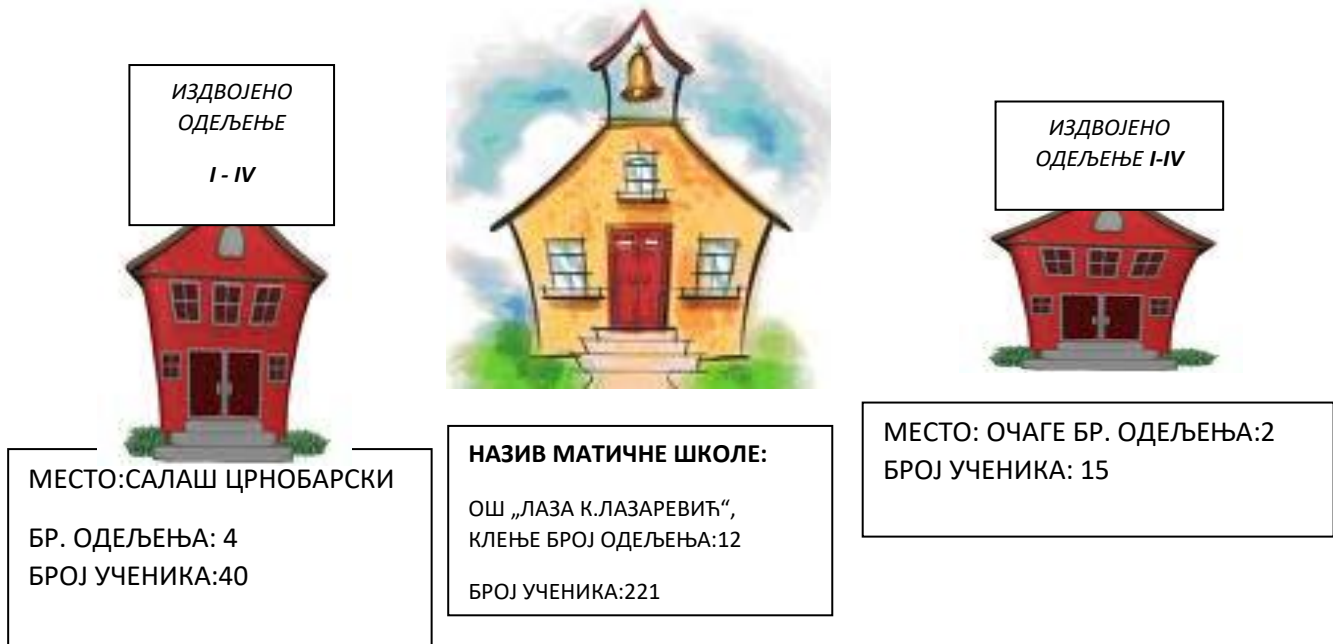 ИЗДВОЈЕНО
ОДЕЉЕЊЕ
I - IV
ИЗДВОЈЕНО
ОДЕЉЕЊЕ I-IV
МЕСТО:САЛАШ ЦРНОБАРСКИ
БР. ОДЕЉЕЊА: 4
БРОЈ УЧЕНИКА:40
НАЗИВ МАТИЧНЕ ШКОЛЕ:
ОШ „ЛАЗА К.ЛАЗАРЕВИЋ“,
КЛЕЊЕ БРОЈ ОДЕЉЕЊА:12
БРОЈ УЧЕНИКА:221
МЕСТО: ОЧАГЕ БР. ОДЕЉЕЊА:2
БРОЈ УЧЕНИКА: 15